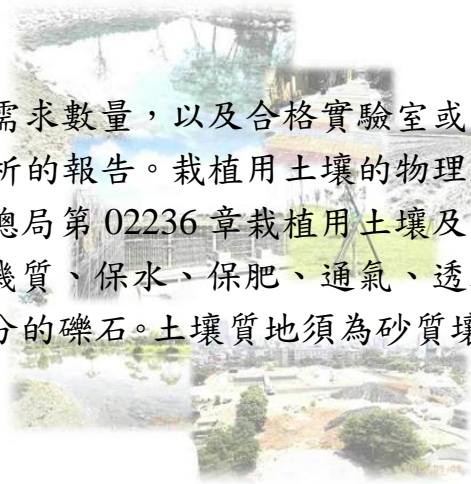 需求數量，以及合格實驗室或
析的報告。栽植用土壤的物理
總局第 02236 章栽植用土壤及
機質、保水、保肥、通氣、透
分的礫石。土壤質地須為砂質壤